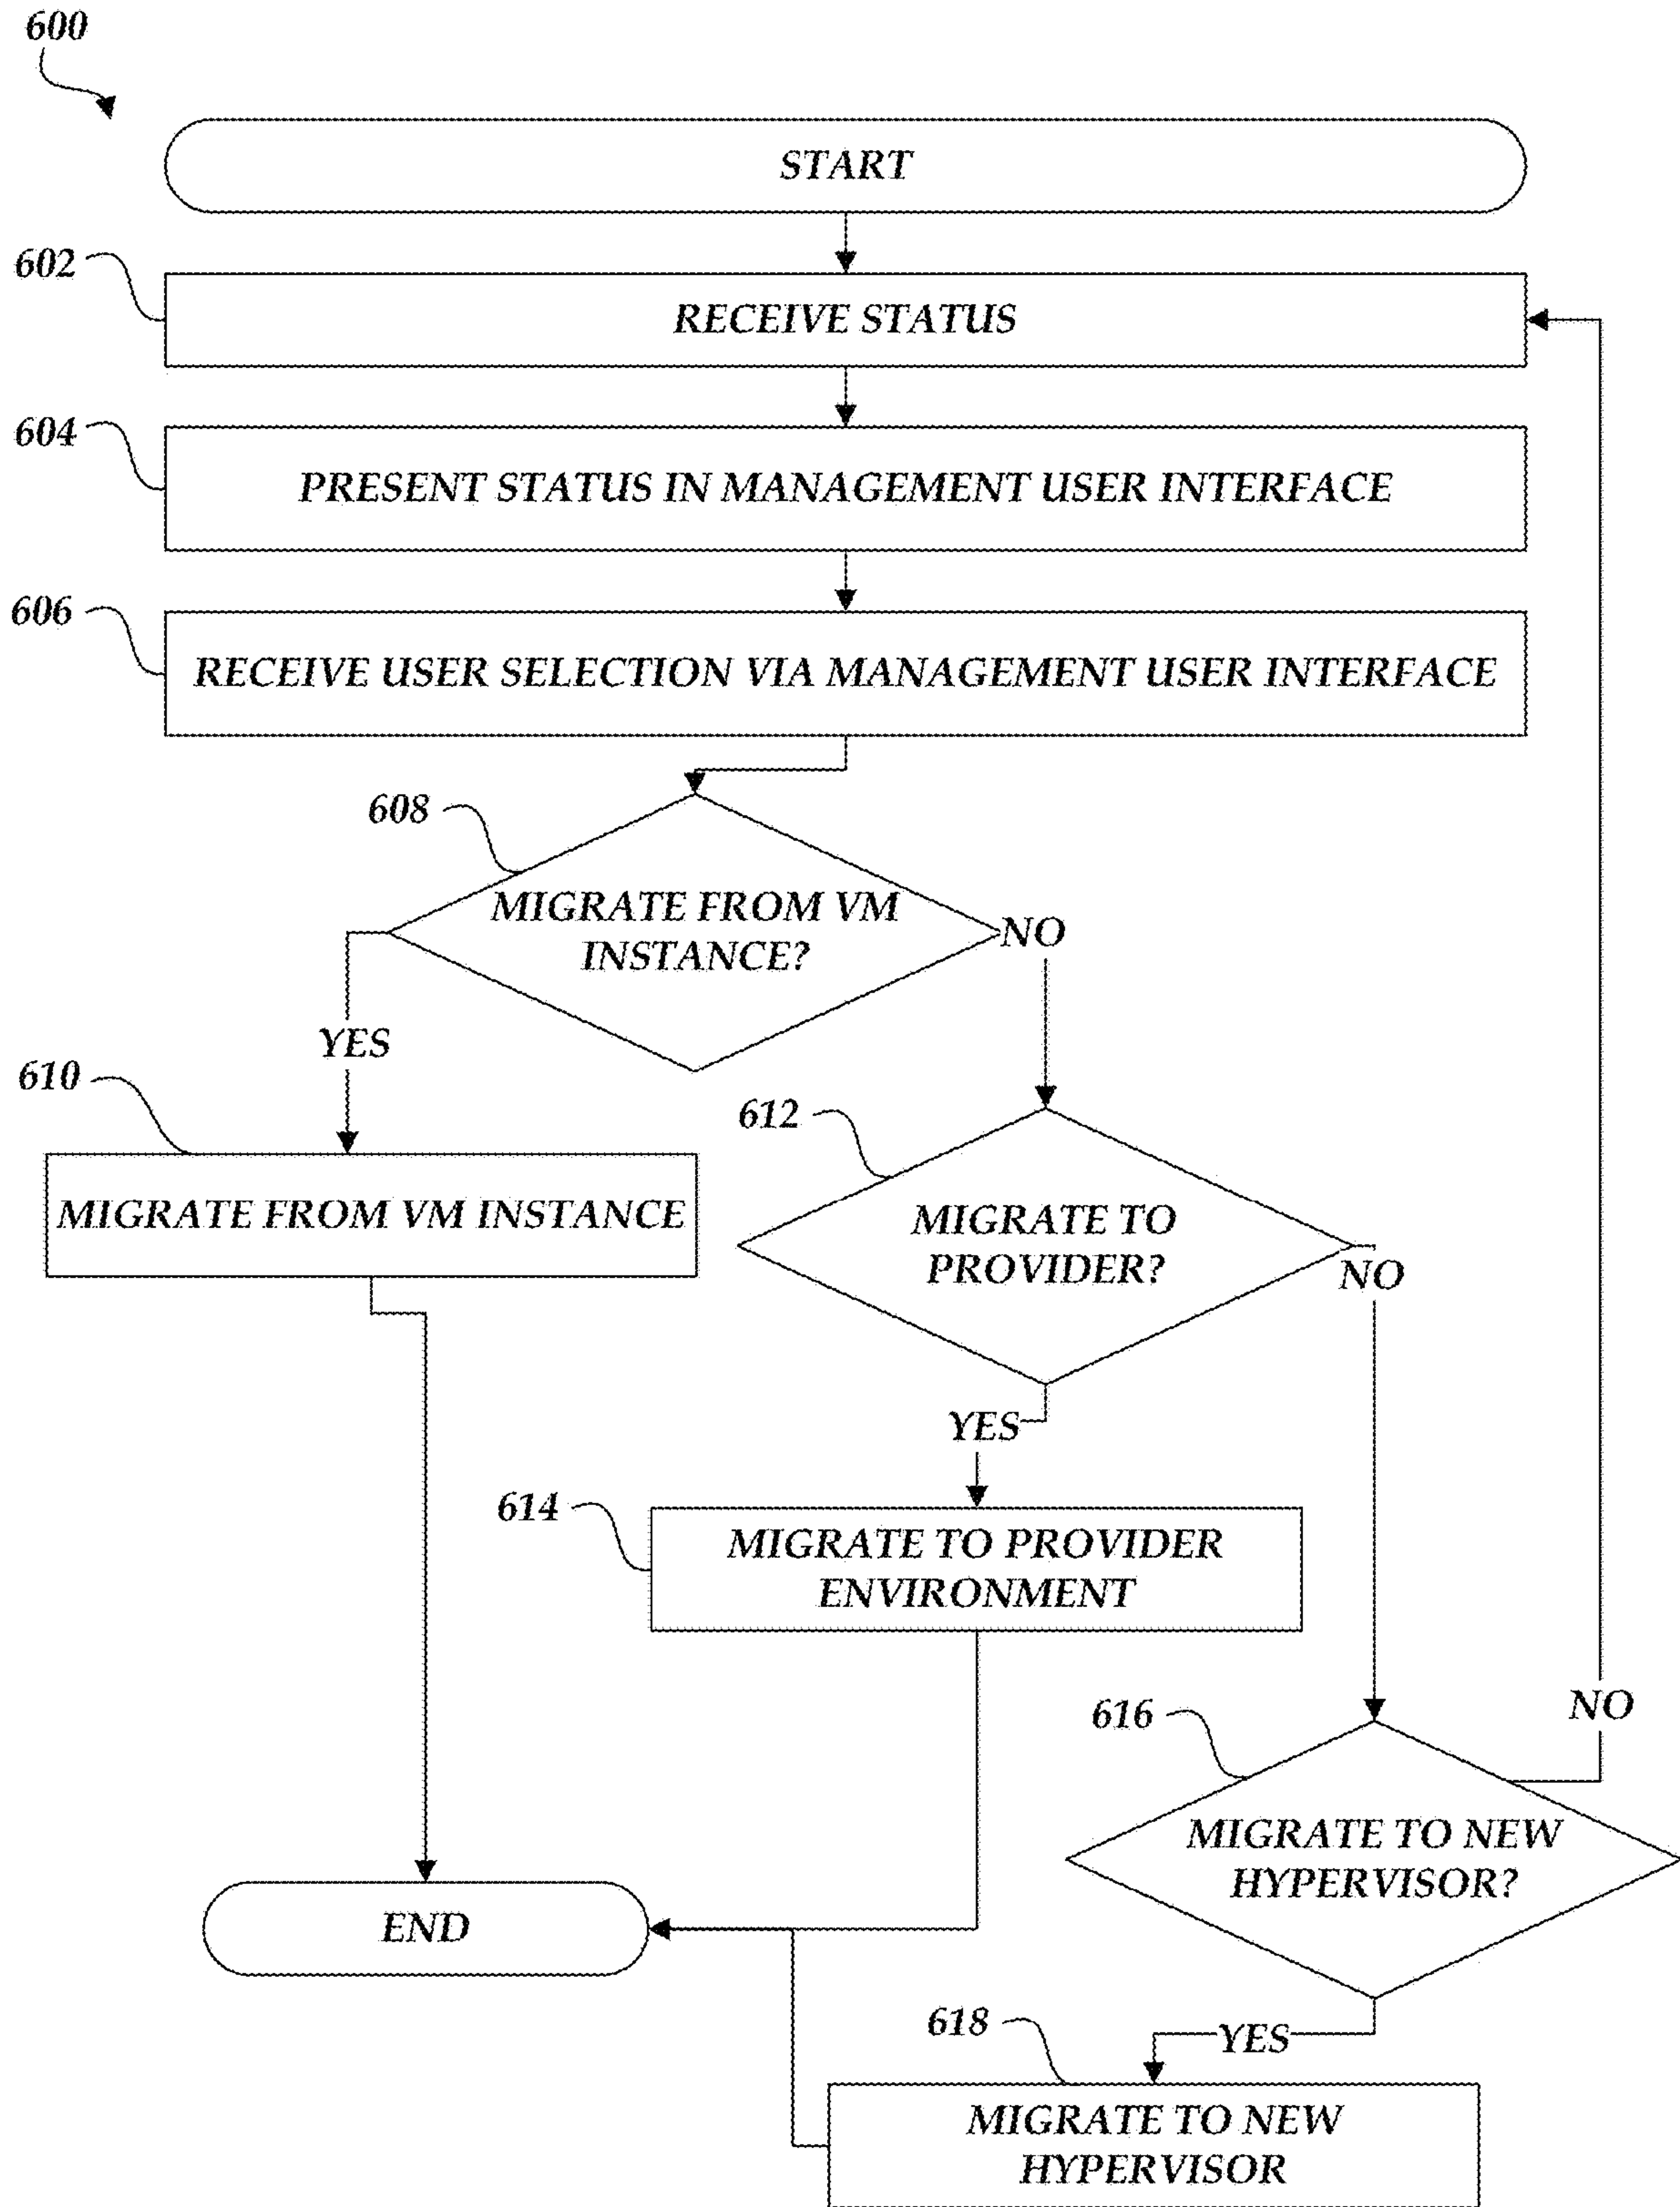 600
START
602
RECEIVE STATUS
604
PRESENT STATUS IN MANAGEMENT USER INTERFACE
606
RECEIVE USER SELECTION VIA MANAGEMENT USER INTERFACE
608
MIGRATE FROM VM
INSTANCE?
NO
YES
610
MIGRATE FROM VM INSTANCE
612
MIGRATE TO
PROVIDER?
NO
YES
614
MIGRATE TO PROVIDER
ENVIRONMENT
616
NO
MIGRATE TO NEW
HYPERVISOR?
END
618
YES
MIGRATE TO NEW
HYPERVISOR